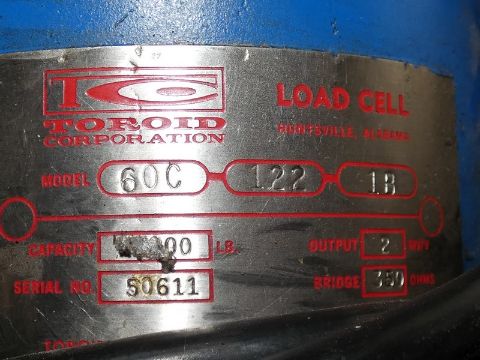 TC
TOROID
CORPORATION
LOAD CELL
HUNTSVILLE, ALABAMA
MODEL 60C - 122 - 1B
CAPACITY LB. OUTPUT 2 MV/V
SERIAL NO. 50611 BRIDGE 350 OHMS